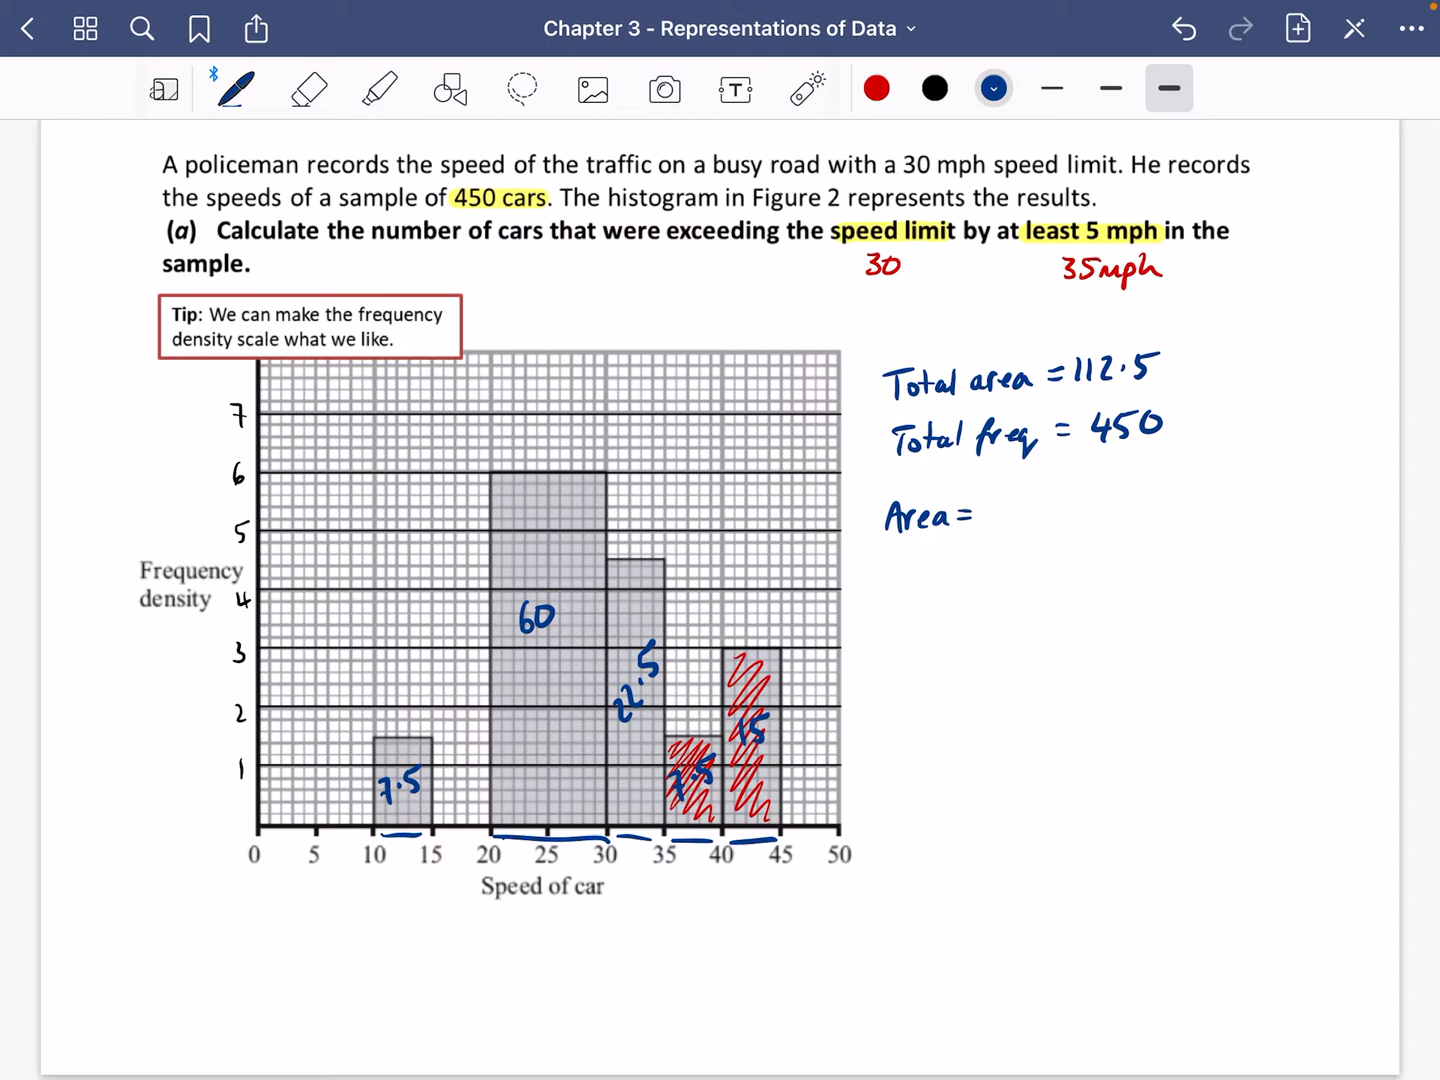 Chapter 3 - Representations of Data
A policeman records the speed of the traffic on a busy road with a 30 mph speed limit. He records
the speeds of a sample of 450 cars. The histogram in Figure 2 represents the results.
(a) Calculate the number of cars that were exceeding the speed limit by at least 5 mph in the
sample.
30
35mph
Tip: We can make the frequency
density scale what we like.
Total area = 112.5
Total freq = 450
Area =
7
6
5
Frequency
density
4
3
2
1
7.5
60
22.5
7.5
15
0 5 10 15 20 25 30 35 40 45 50
Speed of car